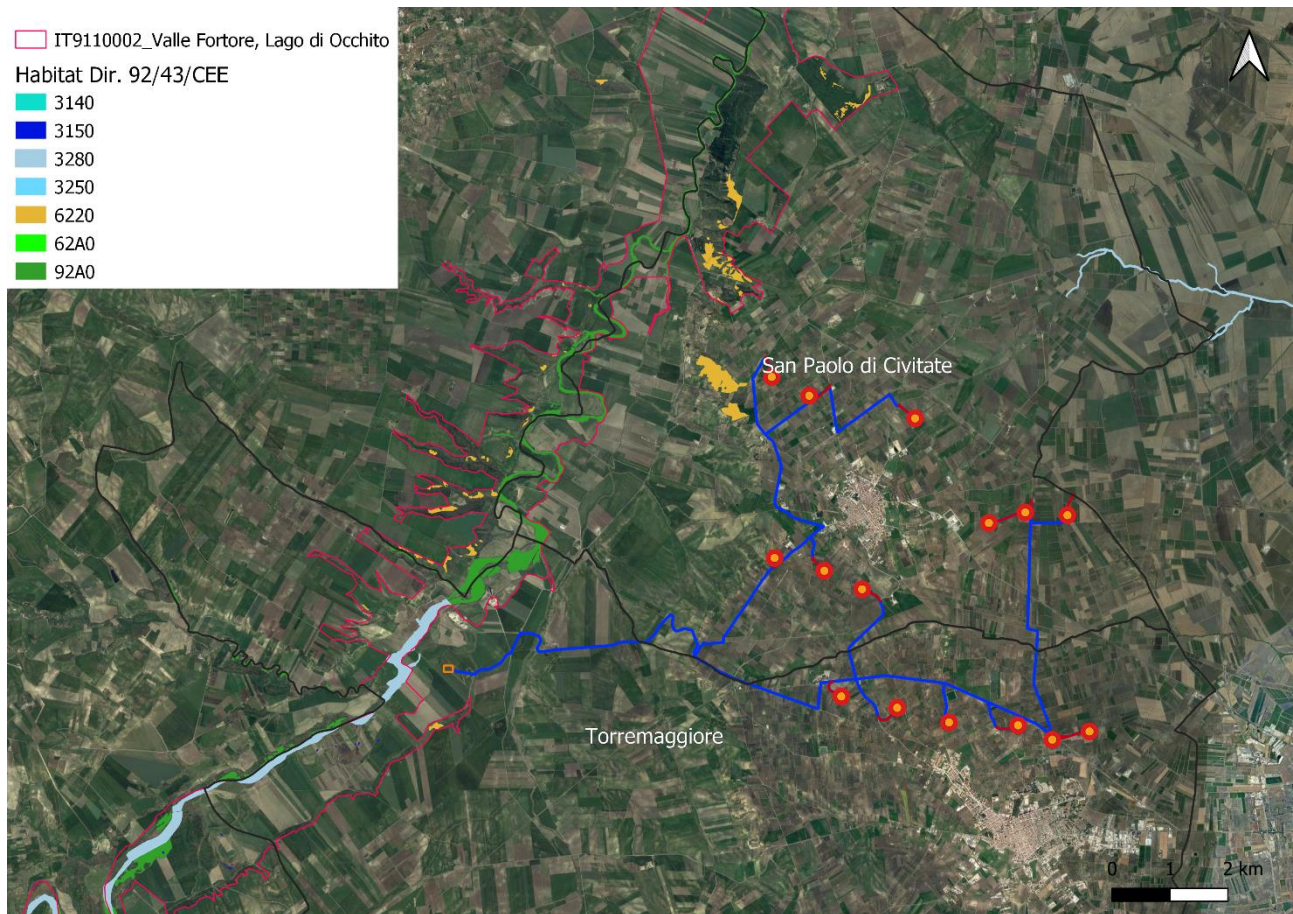 IT9110002_Valle Fortore, Lago di Occhito
Habitat Dir. 92/43/CEE
3140
3150
3280
3250
6220
62A0
92A0
San Paolo di Civitate
Torremaggiore
0 1 2 km